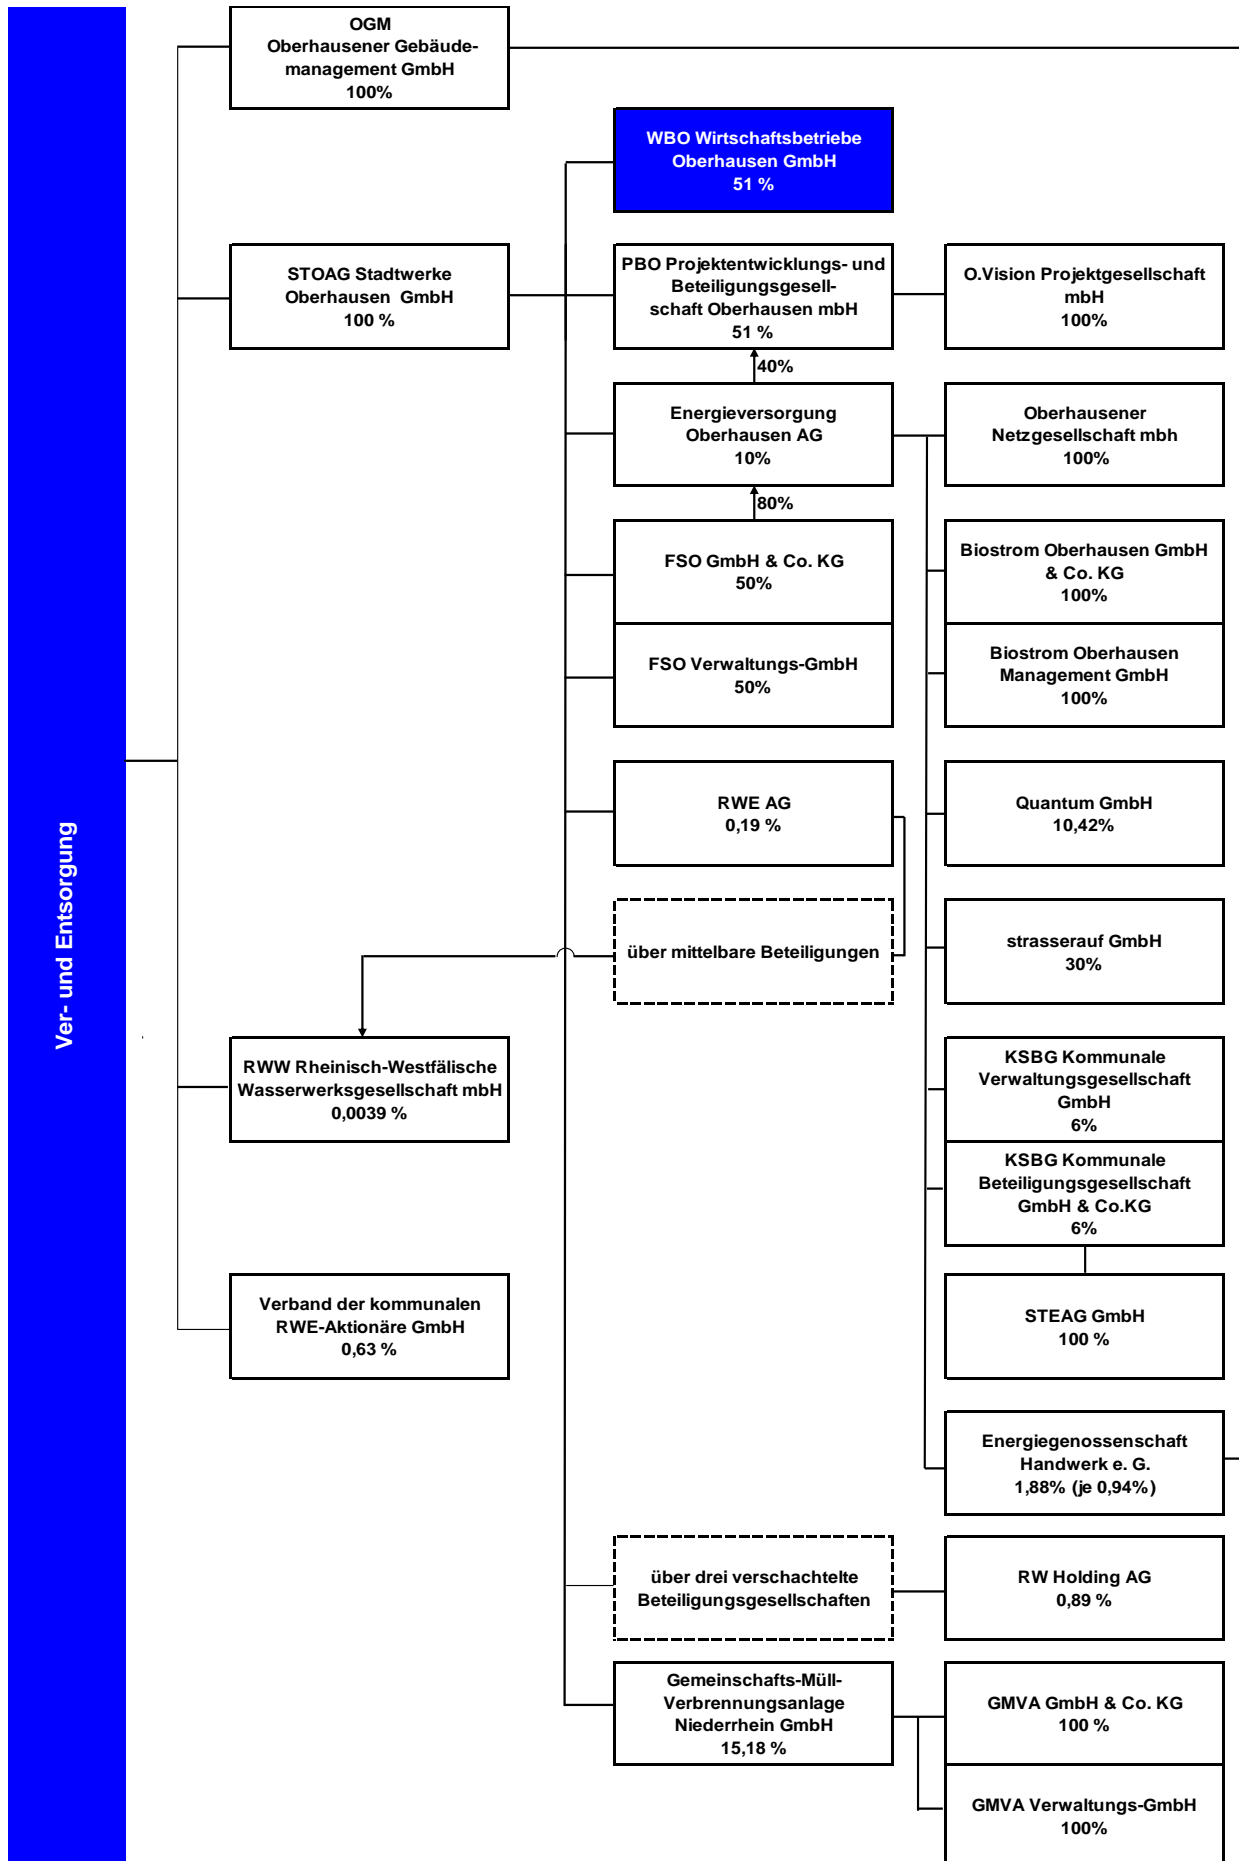 Ver- und Entsorgung
OGM
Oberhausener Gebäude-
management GmbH
100%
WBO Wirtschaftsbetriebe
Oberhausen GmbH
51 %
STOAG Stadtwerke
Oberhausen GmbH
100 %
PBO Projektentwicklungs- und
Beteiligungsgesell-
schaft Oberhausen mbH
51 %
O.Vision Projektgesellschaft
mbH
100%
40%
Energieversorgung
Oberhausen AG
10%
Oberhausener
Netzgesellschaft mbh
100%
80%
FSO GmbH & Co. KG
50%
Biostrom Oberhausen GmbH
& Co. KG
100%
FSO Verwaltungs-GmbH
50%
Biostrom Oberhausen
Management GmbH
100%
RWE AG
0,19 %
Quantum GmbH
10,42%
über mittelbare Beteiligungen
strasserauf GmbH
30%
RWW Rheinisch-Westfälische
Wasserwerksgesellschaft mbH
0,0039 %
KSBG Kommunale
Verwaltungsgesellschaft
GmbH
6%
KSBG Kommunale
Beteiligungsgesellschaft
GmbH & Co.KG
6%
Verband der kommunalen
RWE-Aktionäre GmbH
0,63 %
STEAG GmbH
100 %
Energiegenossenschaft
Handwerk e. G.
1,88% (je 0,94%)
über drei verschachtelte
Beteiligungsgesellschaften
RW Holding AG
0,89 %
Gemeinschafts-Müll-
Verbrennungsanlage
Niederrhein GmbH
15,18 %
GMVA GmbH & Co. KG
100 %
GMVA Verwaltungs-GmbH
100%